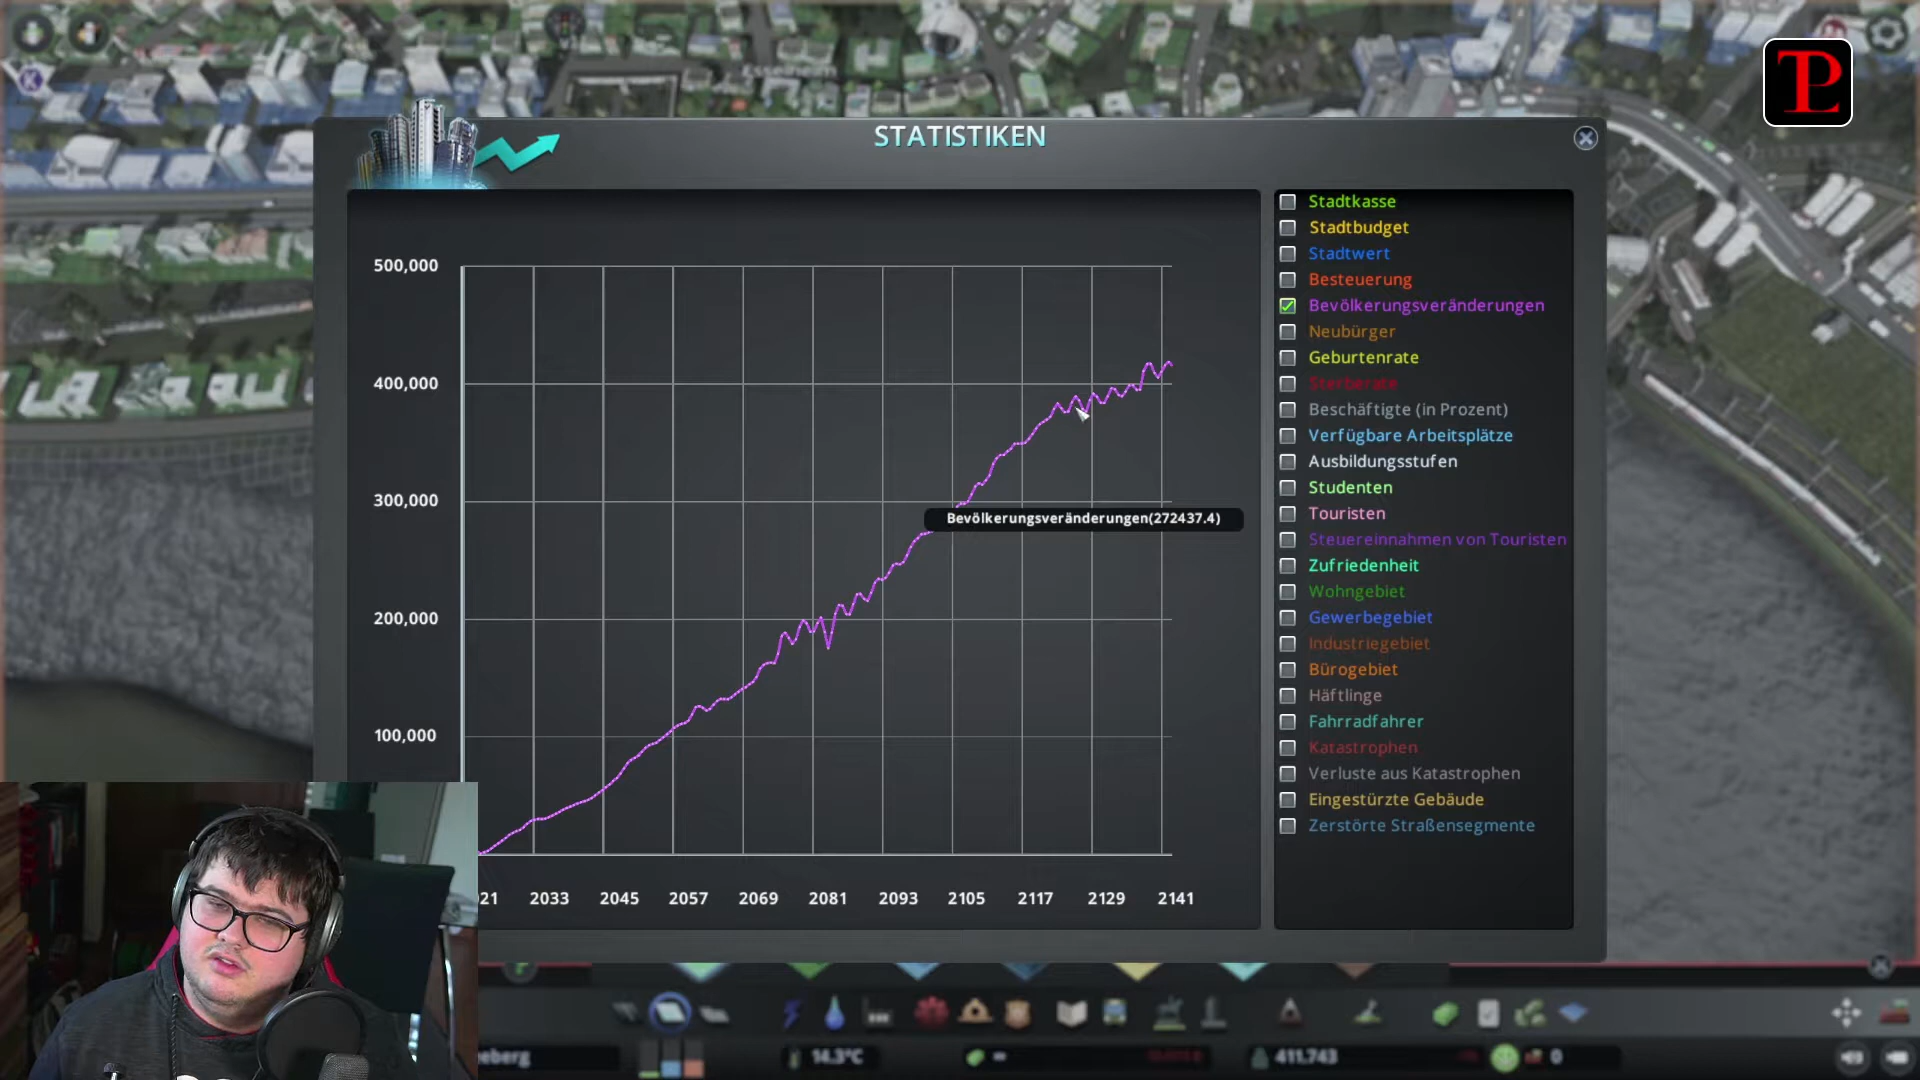 TPL
STATISTIKEN
500,000
400,000
300,000
200,000
100,000
21
2033
2045
2057
2069
2081
2093
2105
2117
2129
2141
Bevölkerungsveränderungen(272437.4)
Stadtkasse
Stadtbudget
Stadtwert
Besteuerung
Bevölkerungsveränderungen
Neubürger
Geburtenrate
Sterberate
Beschäftigte (in Prozent)
Verfügbare Arbeitsplätze
Ausbildungsstufen
Studenten
Touristen
Steuereinnahmen von Touristen
Zufriedenheit
Wohngebiet
Gewerbegebiet
Industriegebiet
Bürogebiet
Häftlinge
Fahrradfahrer
Katastrophen
Verluste aus Katastrophen
Eingestürzte Gebäude
Zerstörte Straßensegmente
eberg
14.3°C
∞
411.743
0